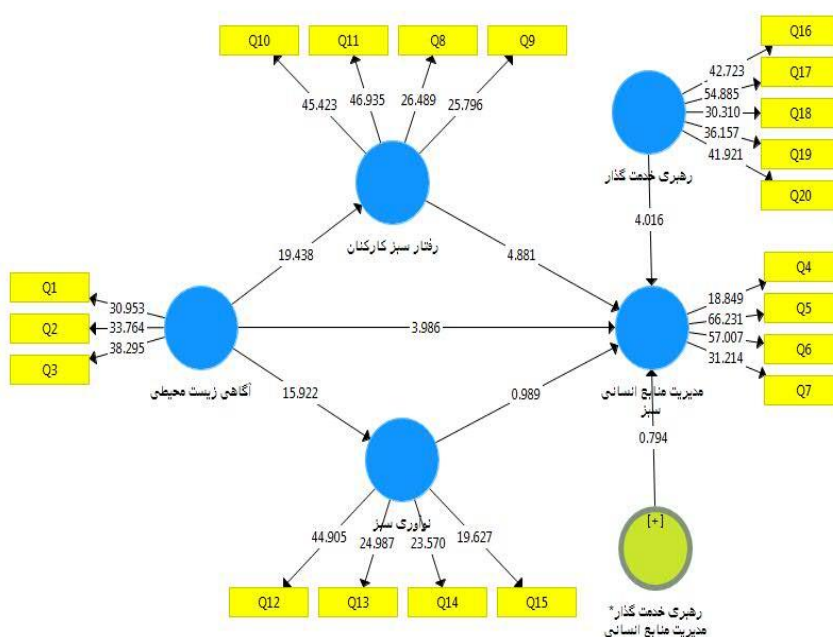 Q10
Q11
Q8
Q9
Q16
Q17
Q18
Q19
Q20
45.423
46.935
26.489
25.796
42.723
54.885
30.310
36.157
41.921
رفتار سبز کارکنان
رهبری خدمت گذار
19.438
4.881
4.016
Q1
Q2
Q3
30.953
33.764
38.295
آگاهی زیست محیطی
3.986
Q4
Q5
Q6
Q7
18.849
66.231
57.007
31.214
مدیریت منابع انسانی
سبز
15.922
0.989
0.794
نوآوری سبز
44.905
24.987
23.570
19.627
Q12
Q13
Q14
Q15
[+]
رهبری خدمت گذار*
مدیریت منابع انسانی